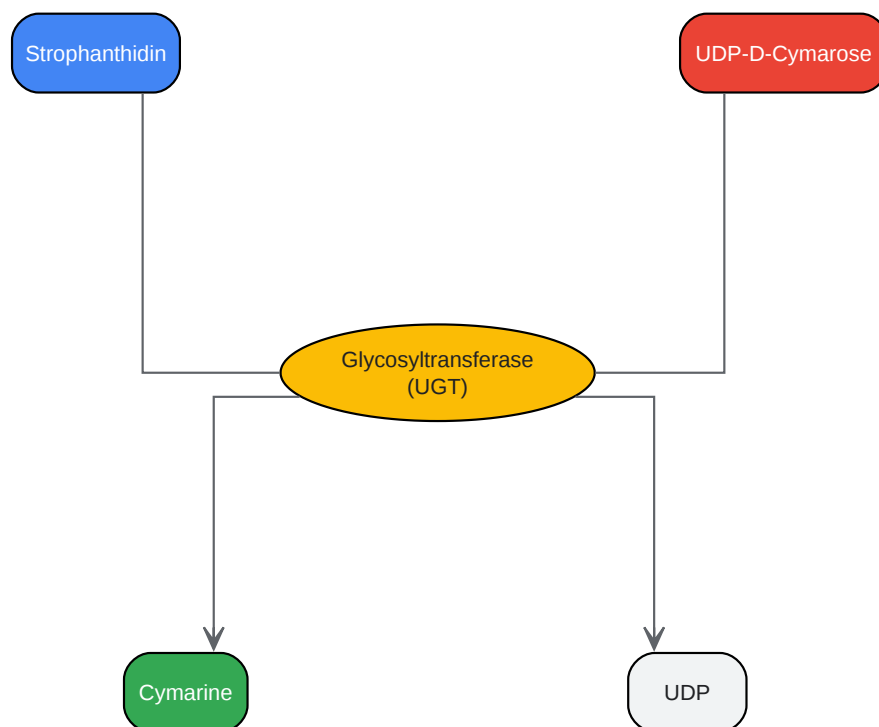 Strophanthidin
UDP-D-Cymarose
Glycosyltransferase
(UGT)
Cymarine
UDP